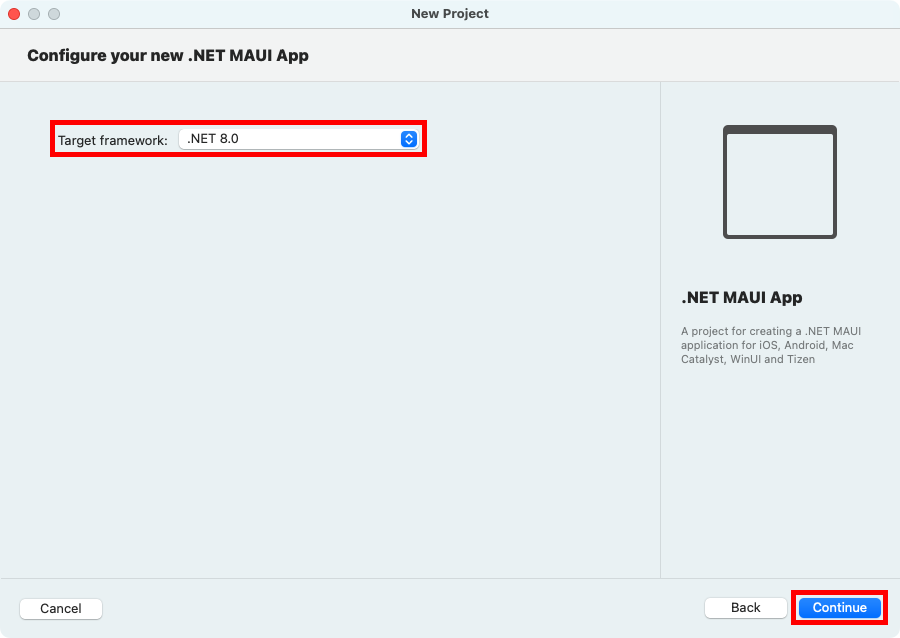 New Project
Configure your new .NET MAUI App
Target framework: .NET 8.0
.NET MAUI App
A project for creating a .NET MAUI
application for iOS, Android, Mac
Catalyst, WinUI and Tizen
Cancel
Back
Continue